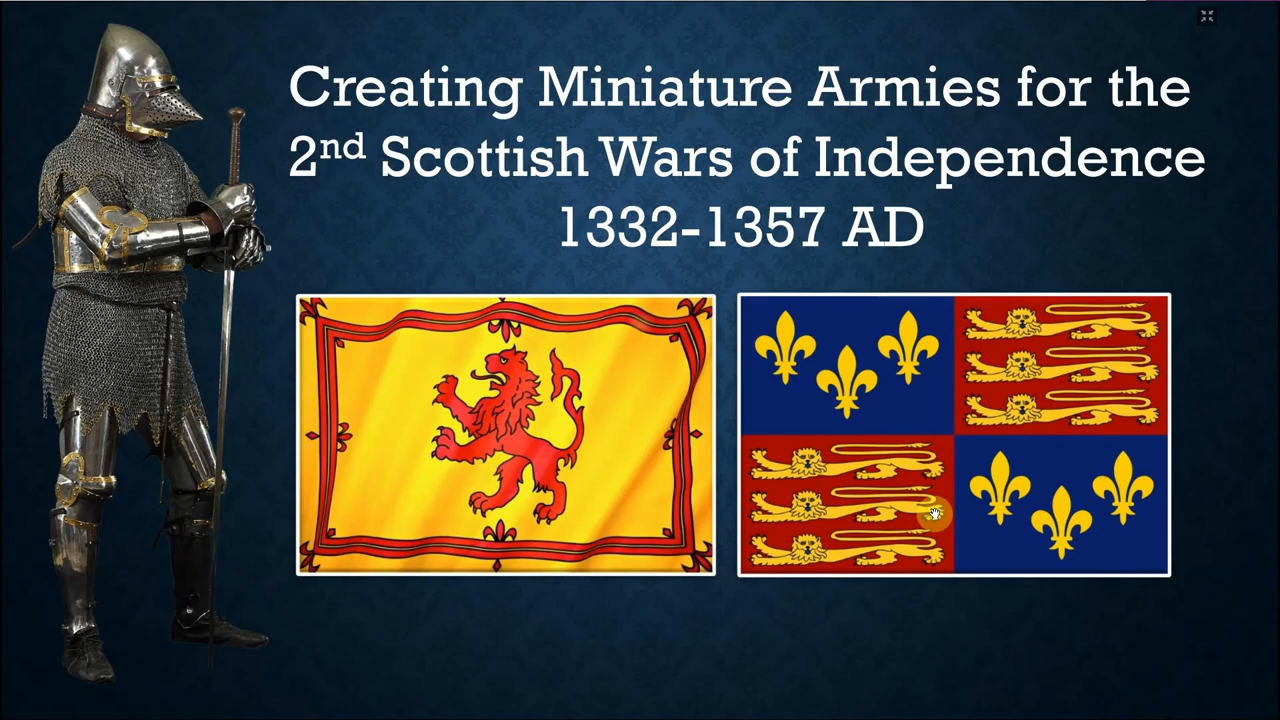 Creating Miniature Armies for the
2nd Scottish Wars of Independence
1332-1357 AD